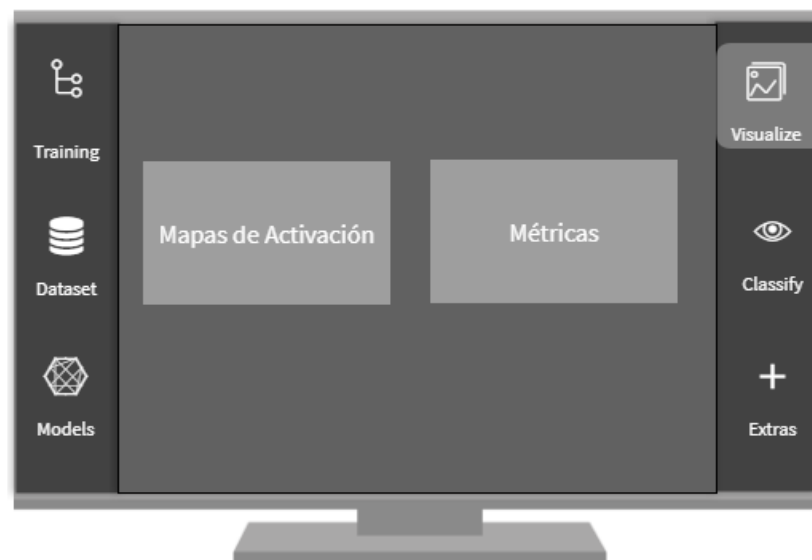 Training
Dataset
Models
Mapas de Activación
Métricas
Visualize
Classify
Extras